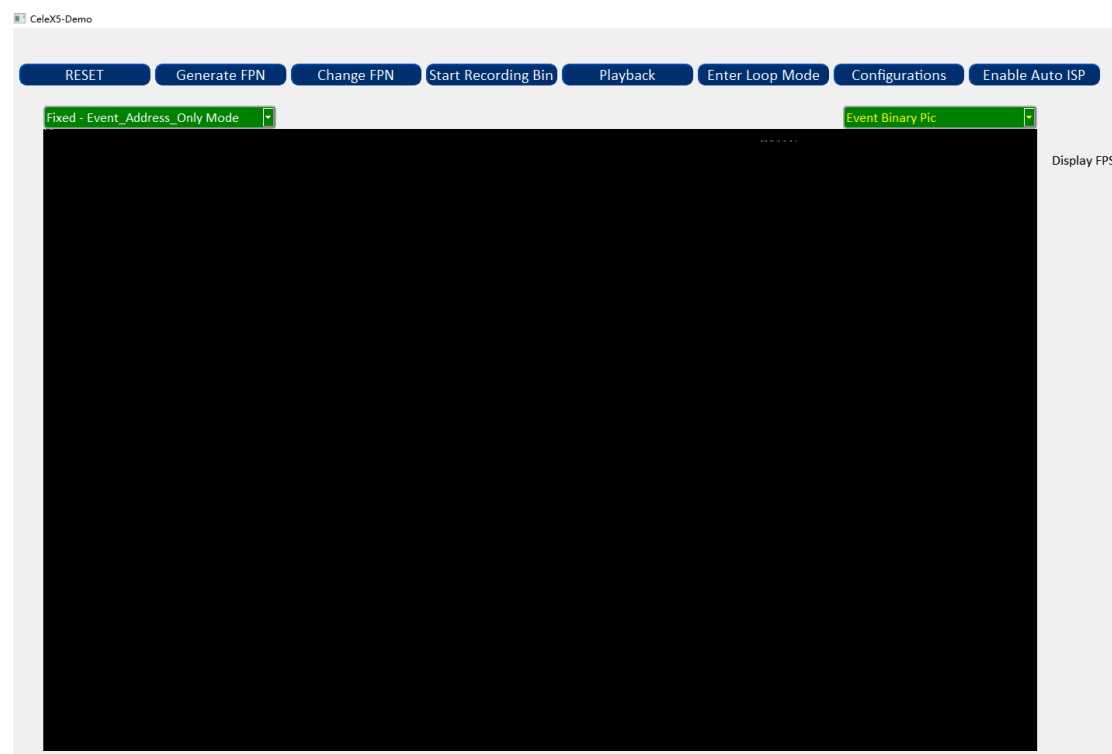 CeleX5-Demo
RESET
Generate FPN
Change FPN
Start Recording Bin
Playback
Enter Loop Mode
Configurations
Enable Auto ISP
Fixed - Event_Address_Only Mode
Event Binary Pic
Display FPS